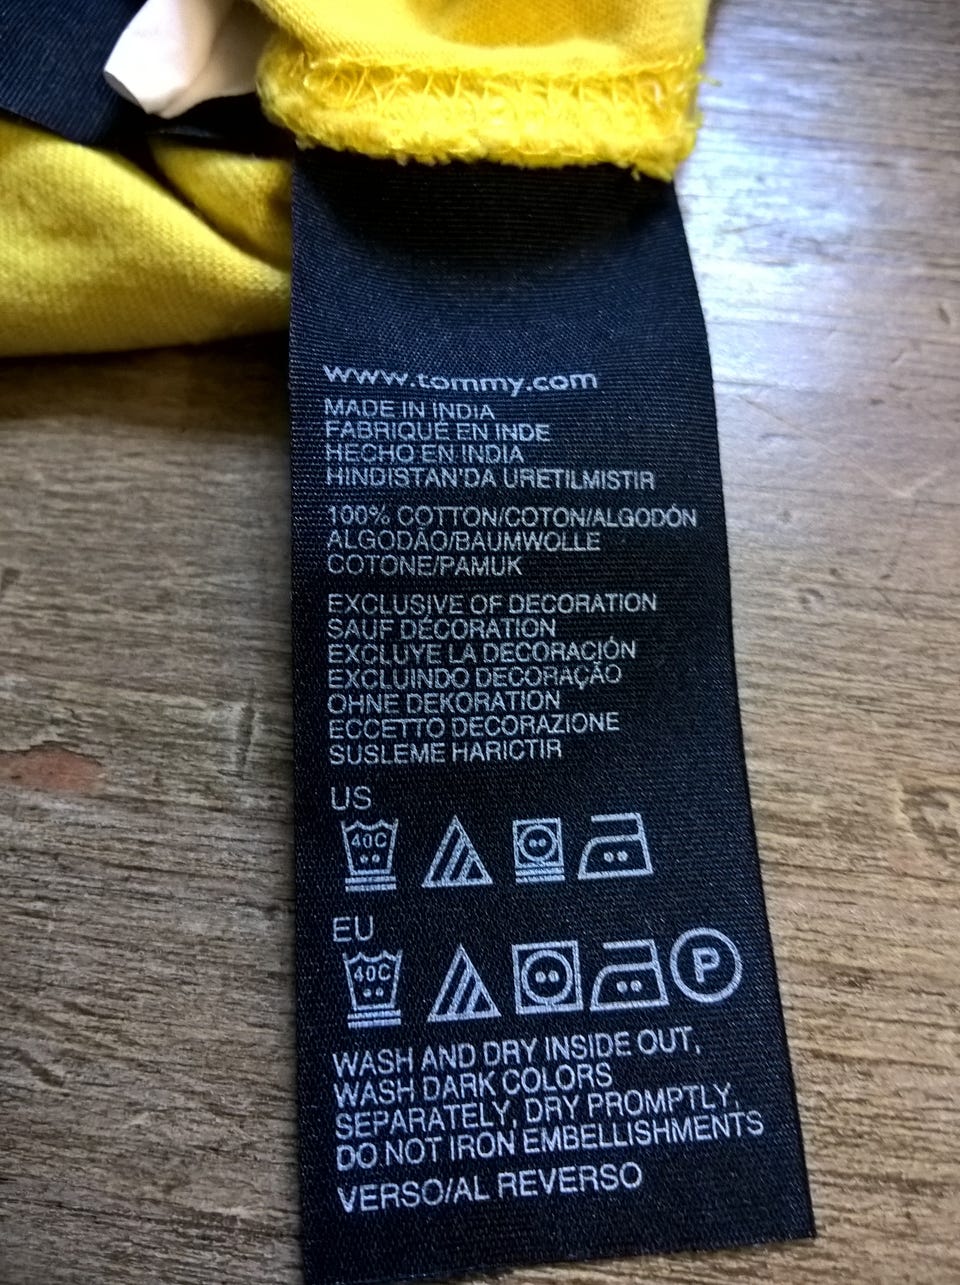 www.tommy.com
MADE IN INDIA
FABRIQUÉ EN INDE
HECHO EN INDIA
HINDISTAN'DA URETILMISTIR
100% COTTON/COTON/ALGODÓN
ALGODÃO/BAUMWOLLE
COTONE/PAMUK
EXCLUSIVE OF DECORATION
SAUF DÉCORATION
EXCLUYE LA DECORACIÓN
EXCLUINDO DECORAÇÃO
OHNE DEKORATION
ECCETTO DECORAZIONE
SUSLEME HARICTIR
US
40C
EU
40C P
WASH AND DRY INSIDE OUT,
WASH DARK COLORS
SEPARATELY, DRY PROMPTLY,
DO NOT IRON EMBELLISHMENTS
VERSO/AL REVERSO